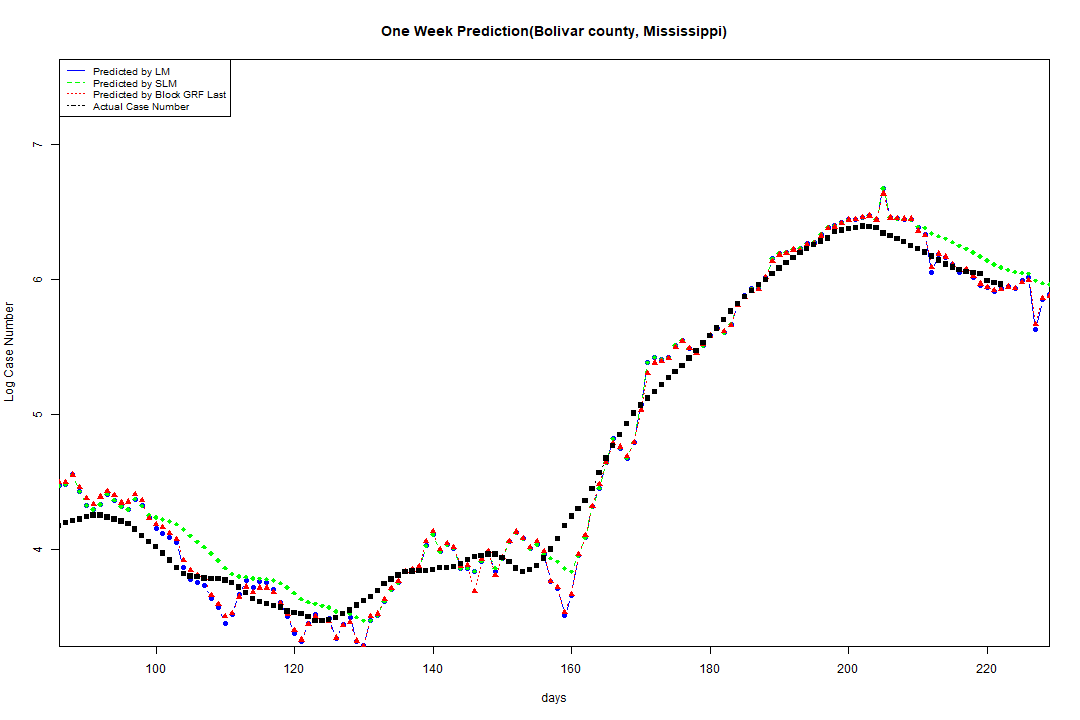 One Week Prediction(Bolivar county, Mississippi)
Predicted by LM
Predicted by SLM
Predicted by Block GRF Last
Actual Case Number
Log Case Number
7
6
5
4
100 120 140 160 180 200 220
days